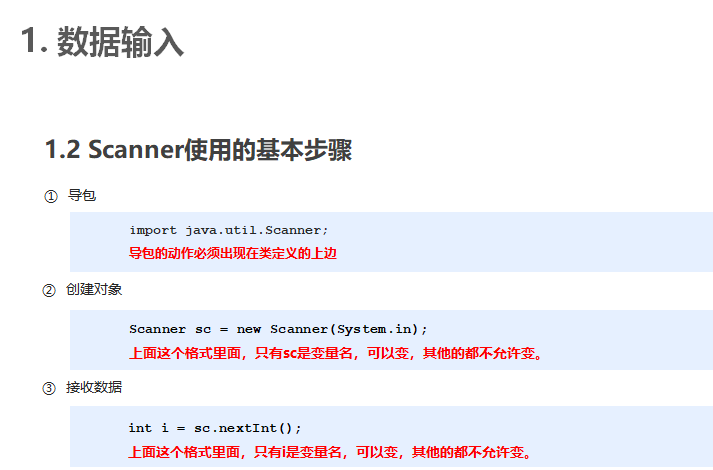 1. 数据输入
1.2 Scanner使用的基本步骤
① 导包
import java.util.Scanner;
导包的动作必须出现在类定义的上边
② 创建对象
Scanner sc = new Scanner(System.in);
上面这个格式里面，只有sc是变量名，可以变，其他的都不允许变。
③ 接收数据
int i = sc.nextInt();
上面这个格式里面，只有i是变量名，可以变，其他的都不允许变。